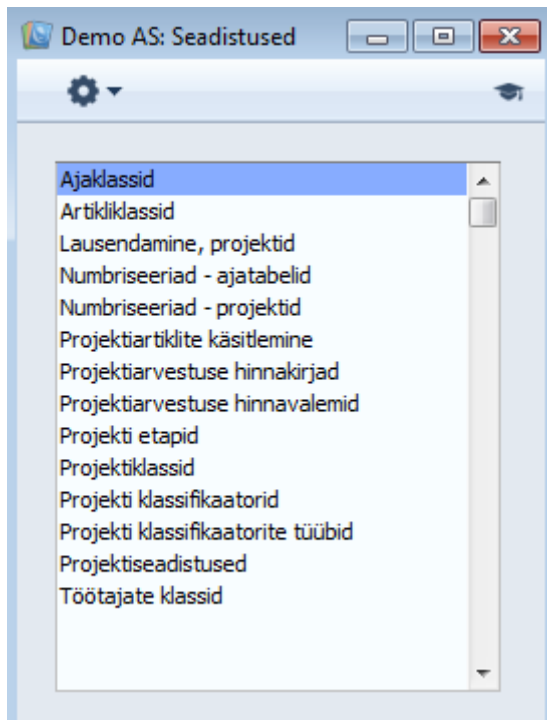 Demo AS: Seadistused
Ajaklassid
Artikliklassid
Lausendamine, projektid
Numbriseeriad - ajatabelid
Numbriseeriad - projektid
Projektiartiklite käsitlemine
Projektiarvestuse hinnakirjad
Projektiarvestuse hinnavalemid
Projekti etapid
Projektiklassid
Projekti klassifikaatorid
Projekti klassifikaatorite tüübid
Projektiseadistused
Töötajate klassid